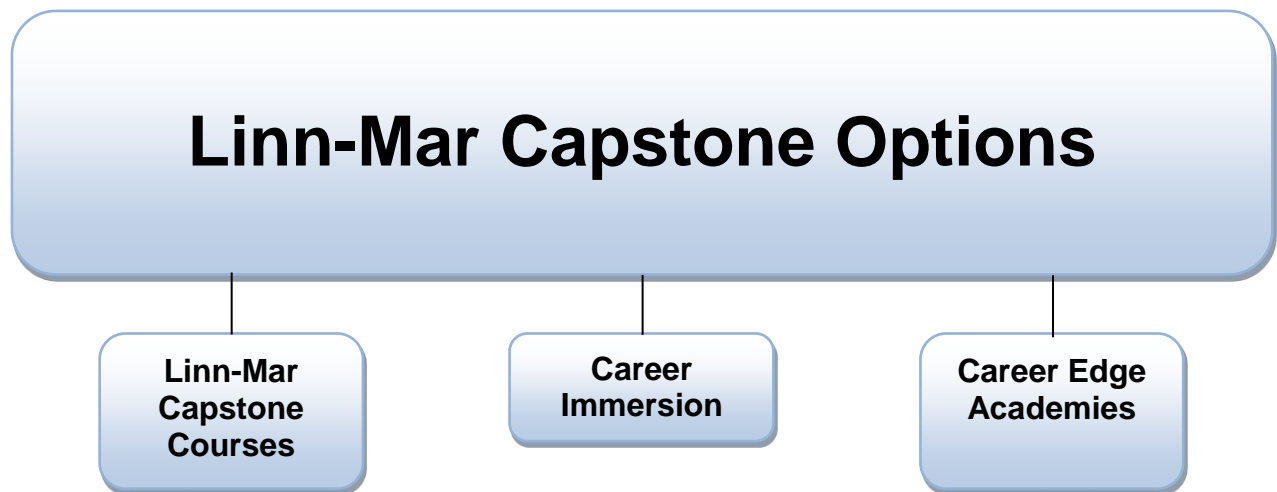 Linn-Mar Capstone Options
Linn-Mar
Capstone
Courses
Career
Immersion
Career Edge
Academies